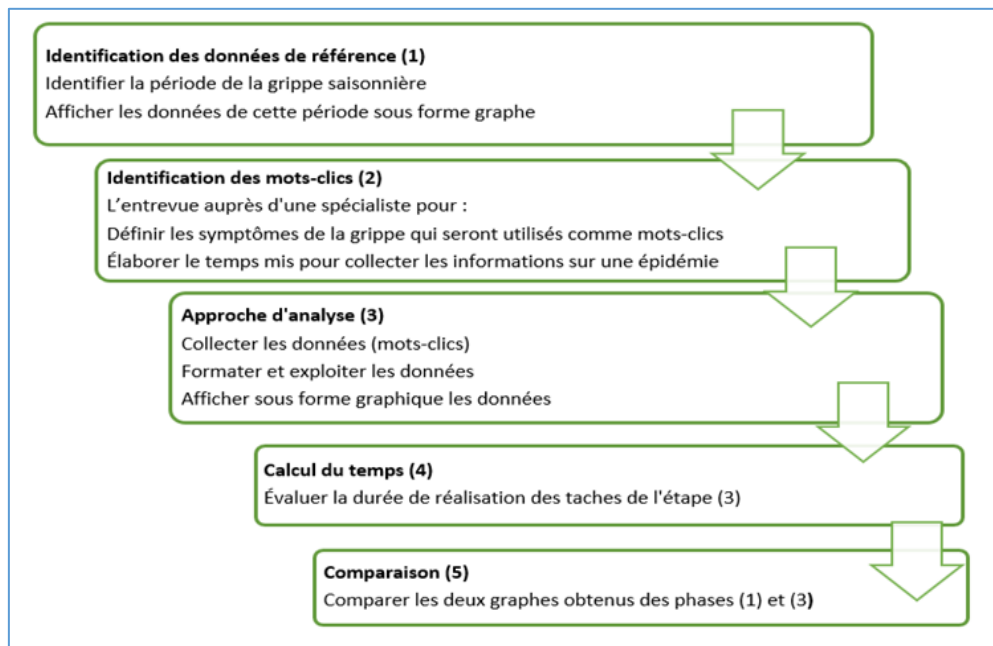 Identification des données de référence (1)
Identifier la période de la grippe saisonnière
Afficher les données de cette période sous forme graphe
Identification des mots-clics (2)
L'entrevue auprès d'une spécialiste pour :
Définir les symptômes de la grippe qui seront utilisés comme mots-clics
Élaborer le temps mis pour collecter les informations sur une épidémie
Approche d'analyse (3)
Collecter les données (mots-clics)
Formater et exploiter les données
Afficher sous forme graphique les données
Calcul du temps (4)
Évaluer la durée de réalisation des taches de l'étape (3)
Comparaison (5)
Comparer les deux graphes obtenus des phases (1) et (3)